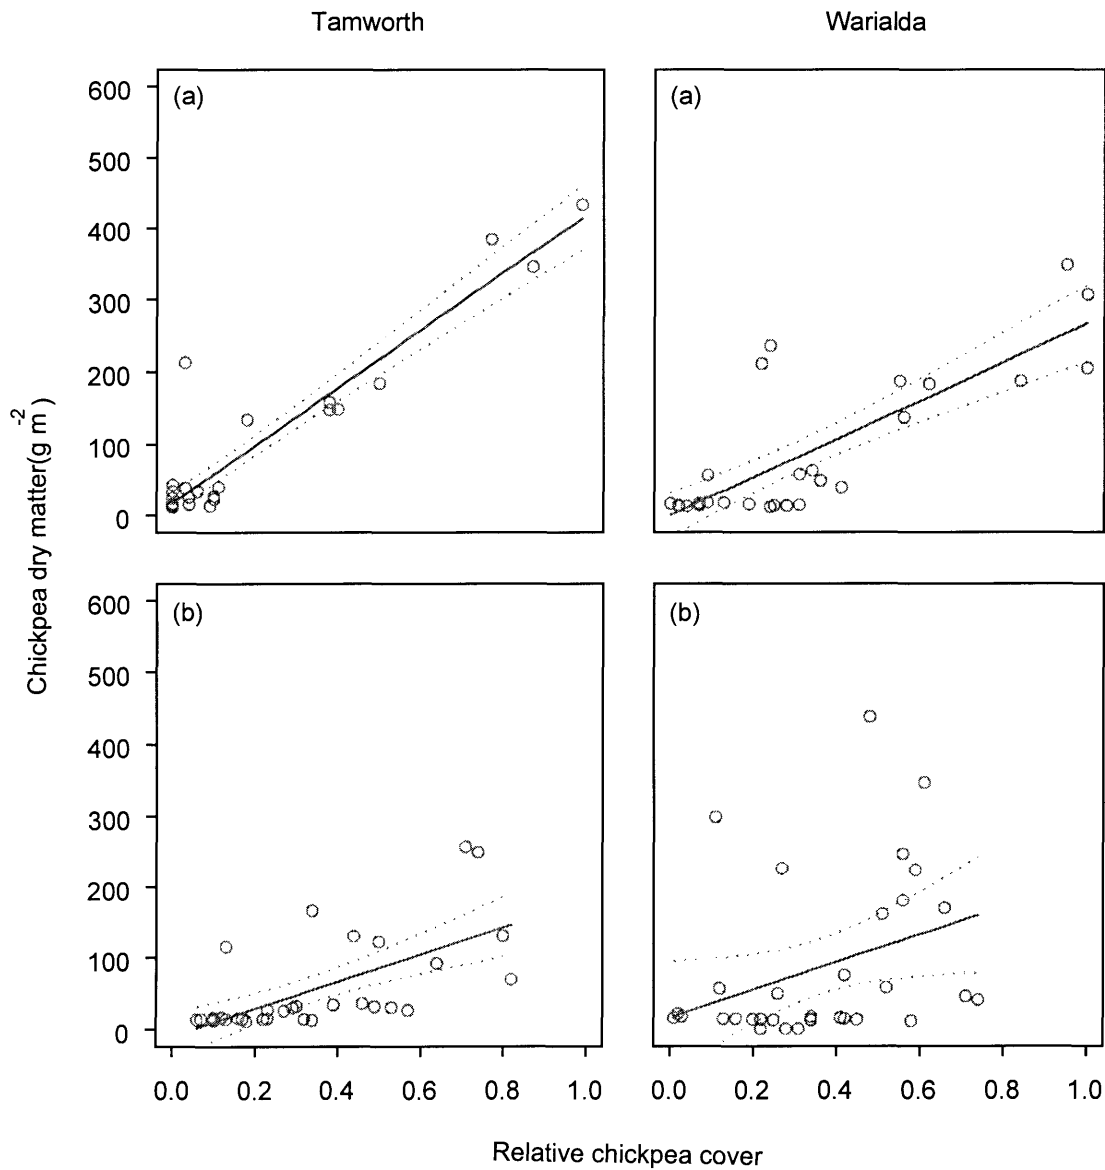 Tamworth Warialda
(a) (a)
600
500
400
300
200
100
0
(b) (b)
600
500
400
300
200
100
0
0.0 0.2 0.4 0.6 0.8 1.0 0.0 0.2 0.4 0.6 0.8 1.0
Chickpea dry matter(g m-2)
Relative chickpea cover